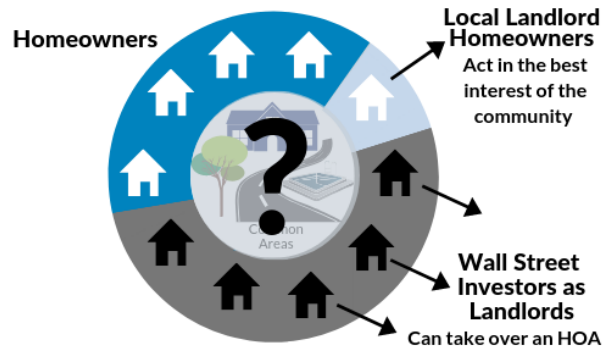 Homeowners
Local Landlord
Homeowners
Act in the best
interest of the
community
?
Common
Areas
Wall Street
Investors as
Landlords
Can take over an HOA